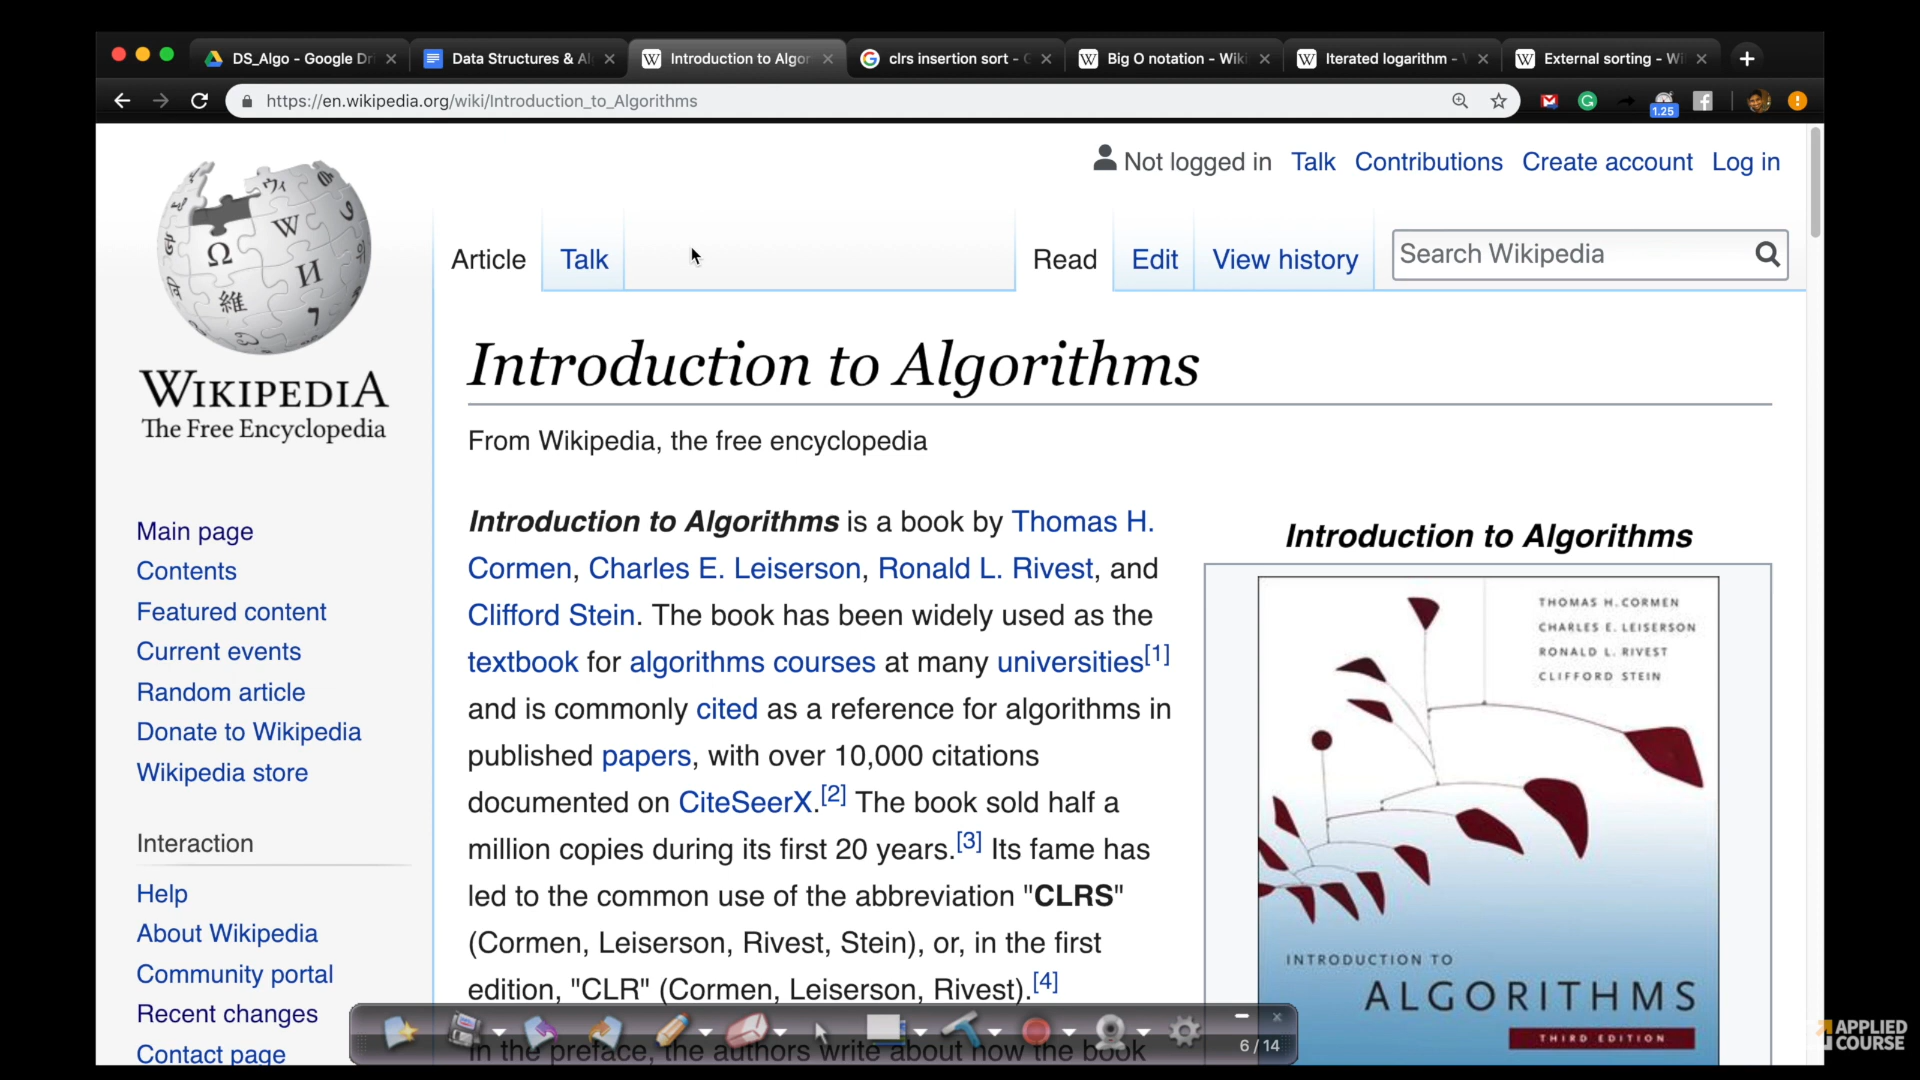 DS_Algo - Google Dri
Data Structures & Al
Introduction to Algor
clrs insertion sort - G
Big O notation - Wiki
Iterated logarithm - W
External sorting - Wi
https://en.wikipedia.org/wiki/Introduction_to_Algorithms
1.25
Not logged in Talk Contributions Create account Log in
Article Talk Read Edit View history Search Wikipedia
WIKIPEDIA
The Free Encyclopedia
Main page
Contents
Featured content
Current events
Random article
Donate to Wikipedia
Wikipedia store
Interaction
Help
About Wikipedia
Community portal
Recent changes
Contact page
Introduction to Algorithms
From Wikipedia, the free encyclopedia
Introduction to Algorithms is a book by Thomas H.
Cormen, Charles E. Leiserson, Ronald L. Rivest, and
Clifford Stein. The book has been widely used as the
textbook for algorithms courses at many universities[1]
and is commonly cited as a reference for algorithms in
published papers, with over 10,000 citations
documented on CiteSeerX.[2] The book sold half a
million copies during its first 20 years.[3] Its fame has
led to the common use of the abbreviation "CLRS"
(Cormen, Leiserson, Rivest, Stein), or, in the first
edition, "CLR" (Cormen, Leiserson, Rivest).[4]
In the preface, the authors write about how the book
Introduction to Algorithms
THOMAS H. CORMEN
CHARLES E. LEISERSON
RONALD L. RIVEST
CLIFFORD STEIN
INTRODUCTION TO
ALGORITHMS
THIRD EDITION
6 / 14
APPLIED
COURSE